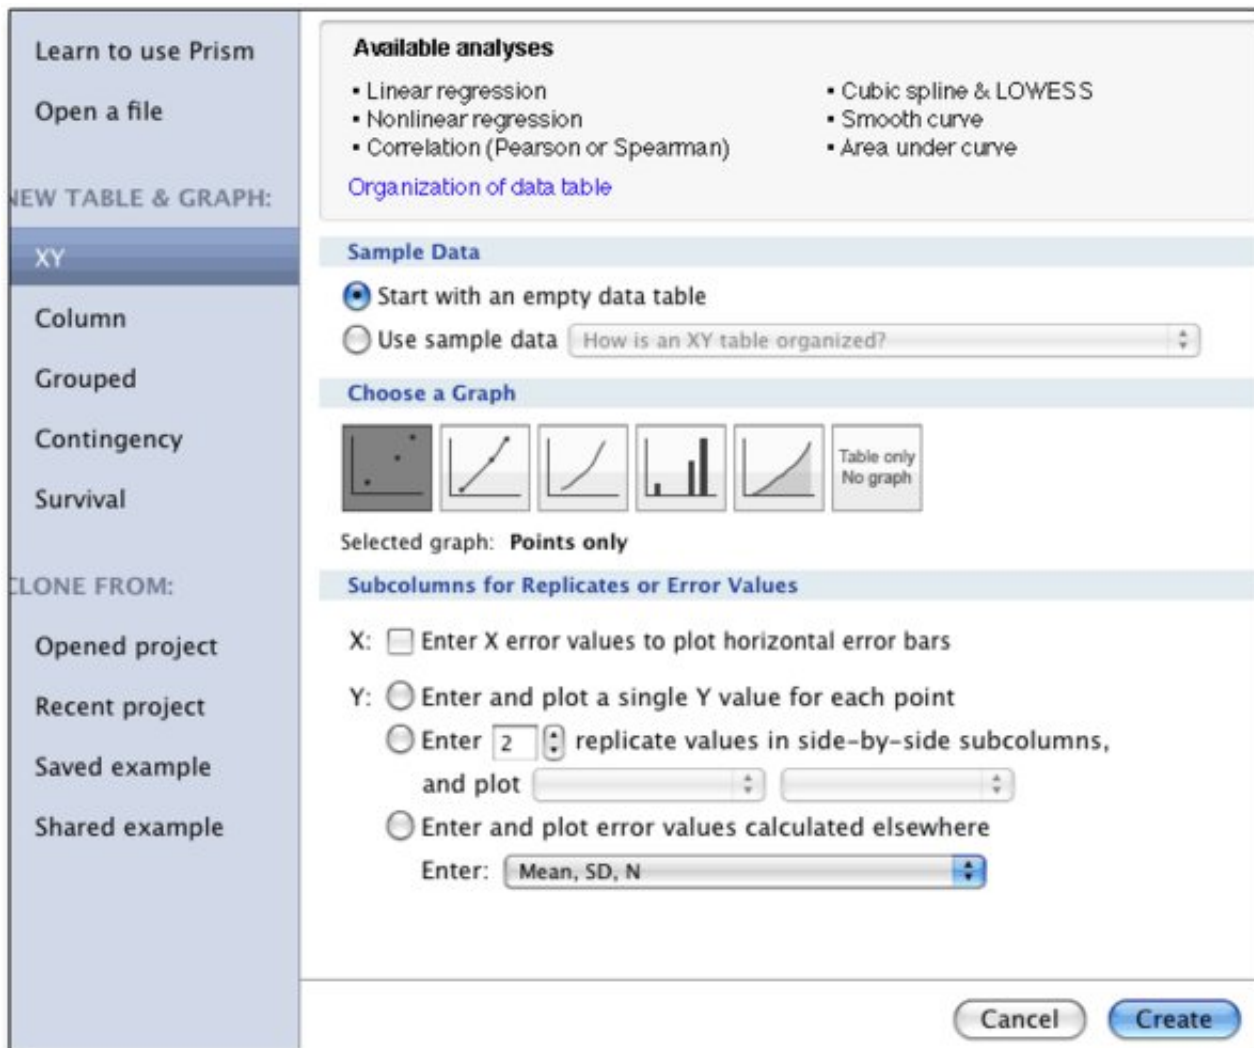 Learn to use Prism
Open a file
NEW TABLE & GRAPH:
XY
Column
Grouped
Contingency
Survival
CLONE FROM:
Opened project
Recent project
Saved example
Shared example
Available analyses
▪ Linear regression
▪ Nonlinear regression
▪ Correlation (Pearson or Spearman)
▪ Cubic spline & LOWESS
▪ Smooth curve
▪ Area under curve
Organization of data table
Sample Data
Start with an empty data table
Use sample data How is an XY table organized?
Choose a Graph
Table only
No graph
Selected graph: Points only
Subcolumns for Replicates or Error Values
X: Enter X error values to plot horizontal error bars
Y: Enter and plot a single Y value for each point
Enter 2 replicate values in side-by-side subcolumns,
and plot
Enter and plot error values calculated elsewhere
Enter: Mean, SD, N
Cancel Create